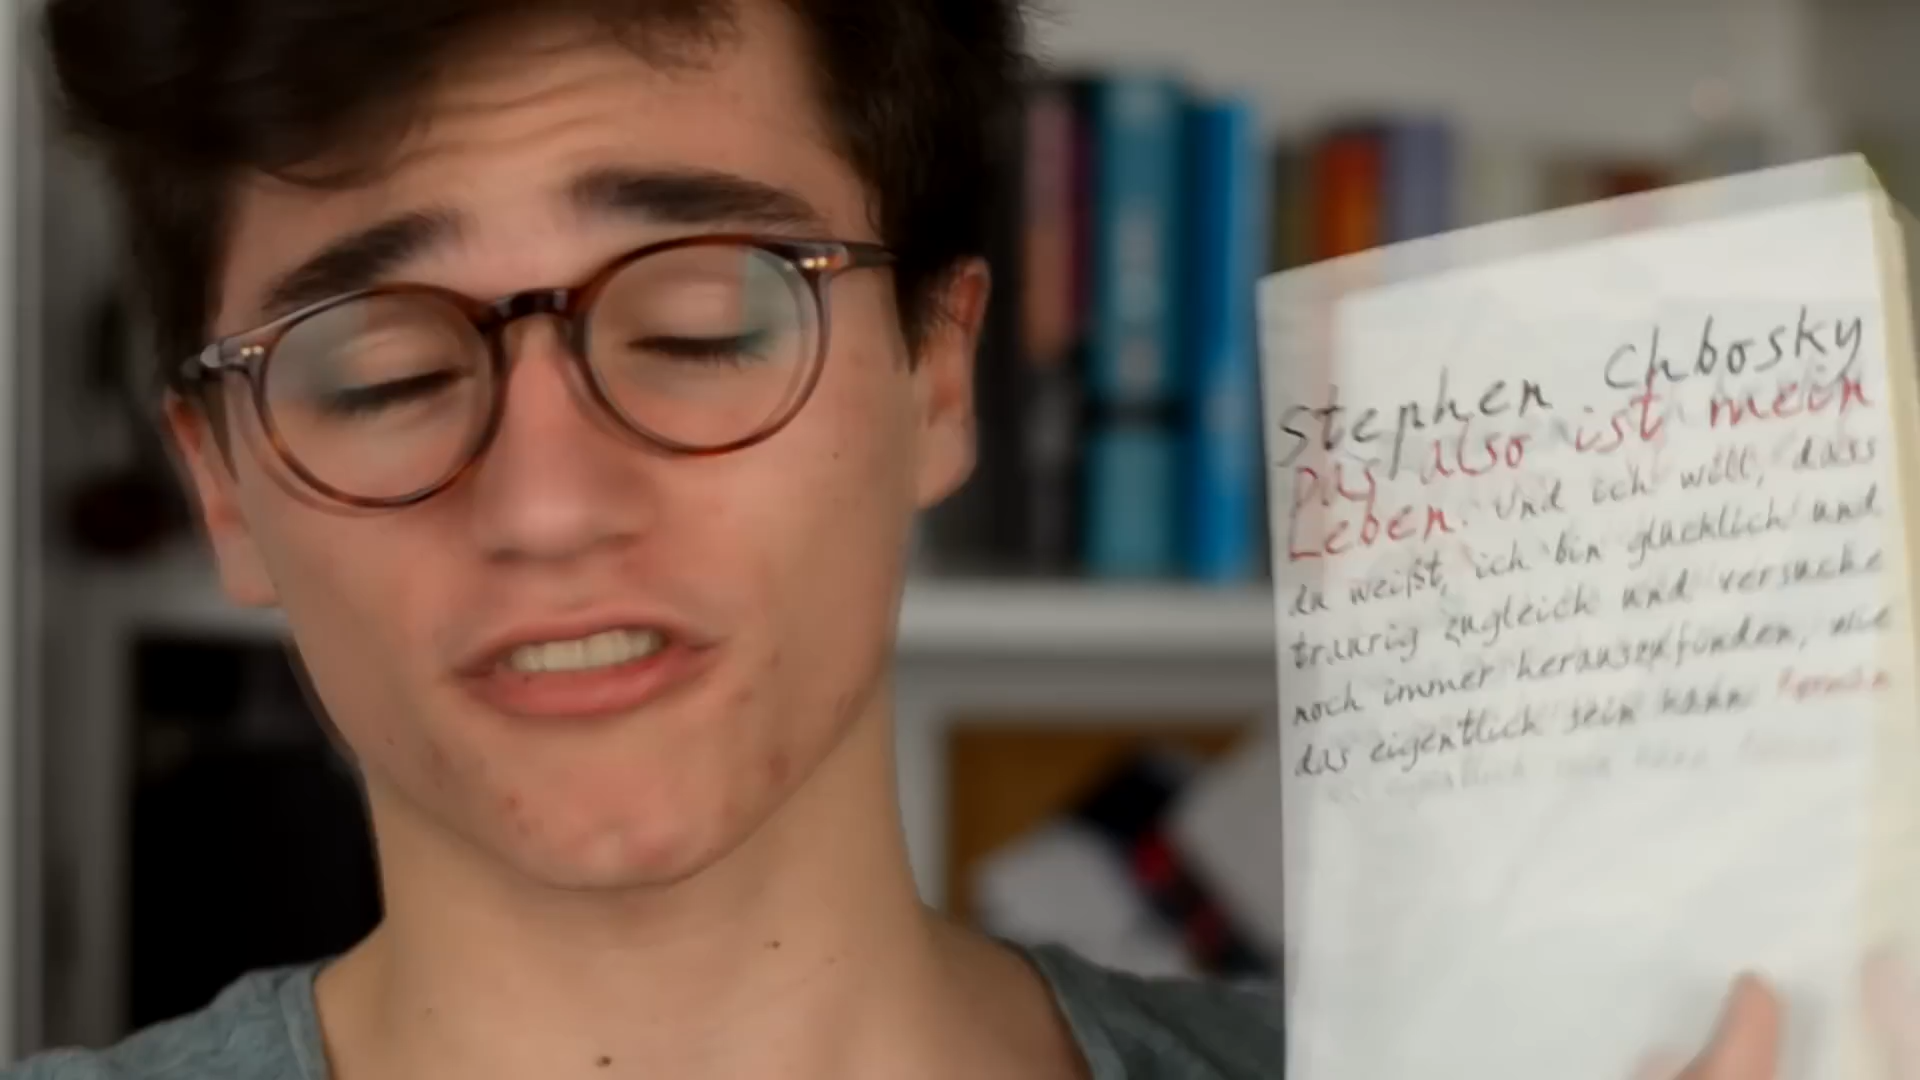 Stephen Chbosky
Das also ist mein
Leben. Und ich will, dass
du weißt, ich bin glücklich und
traurig zugleich und versuche
noch immer herauszufinden, wie
das eigentlich sein kann Roman